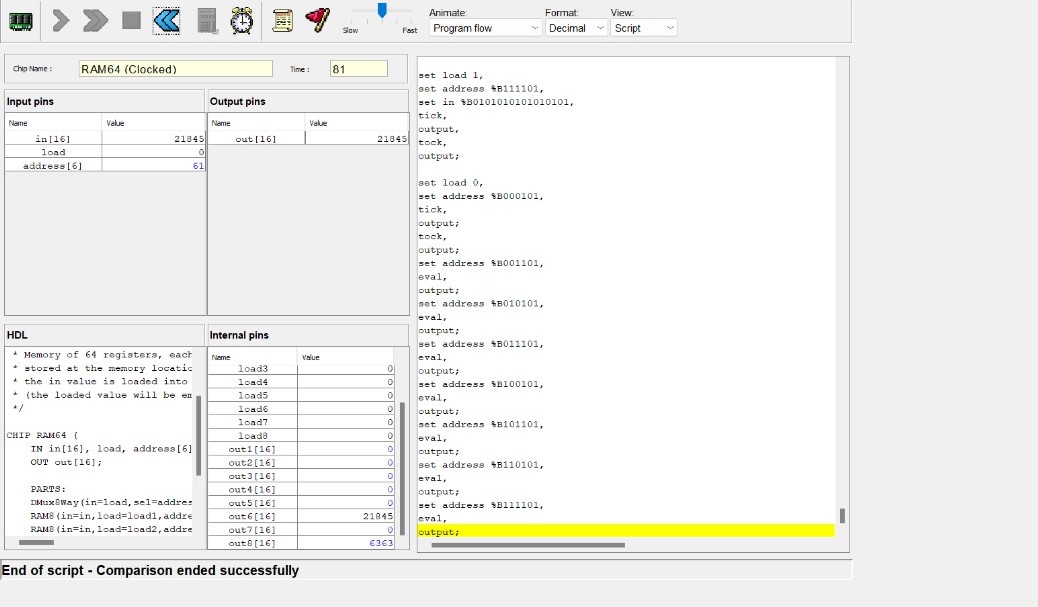 Slow
Fast
Animate:
Program flow
Format:
Decimal
View:
Script
Chip Name :
RAM64 (Clocked)
Time :
81
Input pins
Name
Value
in[16]
21845
load
0
address[6]
61
Output pins
Name
Value
out[16]
21845
HDL
* Memory of 64 registers, each
* stored at the memory locatic
* the in value is loaded into
* (the loaded value will be em
*/
CHIP RAM64 {
IN in[16], load, address[6]
OUT out[16];
PARTS:
DMux8Way(in=load,sel=addres
RAM8(in=in,load=load1,addre
RAM8(in=in,load=load2,addre
Internal pins
Name
Value
load3
0
load4
0
load5
0
load6
0
load7
0
load8
0
out1[16]
0
out2[16]
0
out3[16]
0
out4[16]
0
out5[16]
0
out6[16]
21845
out7[16]
0
out8[16]
6363
set load 1,
set address %B111101,
set in %B0101010101010101,
tick,
output,
tock,
output;
set load 0,
set address %B000101,
tick,
output;
tock,
output;
set address %B001101,
eval,
output;
set address %B010101,
eval,
output;
set address %B011101,
eval,
output;
set address %B100101,
eval,
output;
set address %B101101,
eval,
output;
set address %B110101,
eval,
output;
set address %B111101,
eval,
output;
End of script - Comparison ended successfully